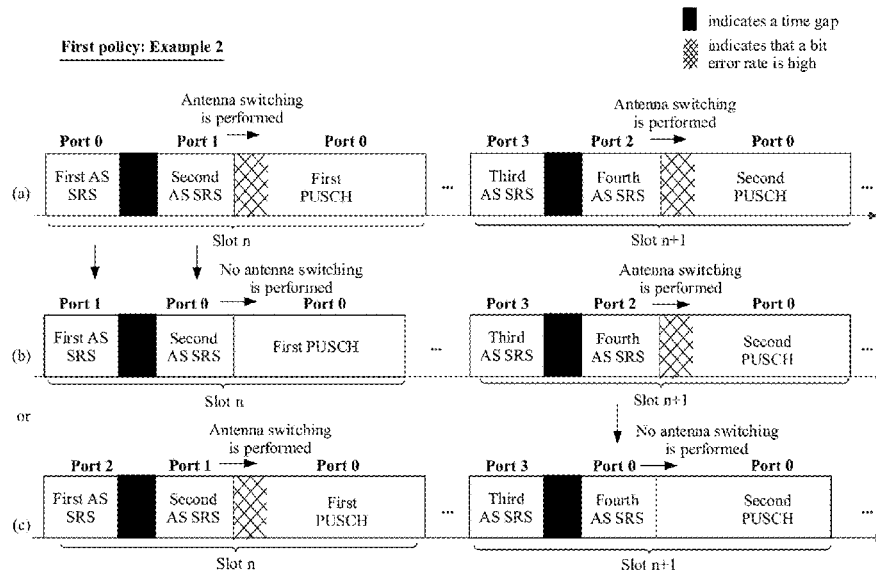 First policy: Example 2
indicates a time gap
indicates that a bit
error rate is high
Antenna switching
is performed
Antenna switching
is performed
Port 0 Port 1 Port 0 Port 3 Port 2 Port 0
(a)
First AS
SRS
Second
AS SRS
First
PUSCH
...
Third
AS SRS
Fourth
AS SRS
Second
PUSCH
...
Slot n
Slot n+1
No antenna switching
is performed
Antenna switching
is performed
Port 1 Port 0 Port 0 Port 3 Port 2 Port 0
(b)
First AS
SRS
Second
AS SRS
First PUSCH
...
Third
AS SRS
Fourth
AS SRS
Second
PUSCH
...
Slot n
Slot n+1
or
Antenna switching
is performed
No antenna switching
is performed
Port 2 Port 1 Port 0 Port 3 Port 0 Port 0
(c)
First AS
SRS
Second
AS SRS
First
PUSCH
...
Third
AS SRS
Fourth
AS SRS
Second
PUSCH
...
Slot n
Slot n+1